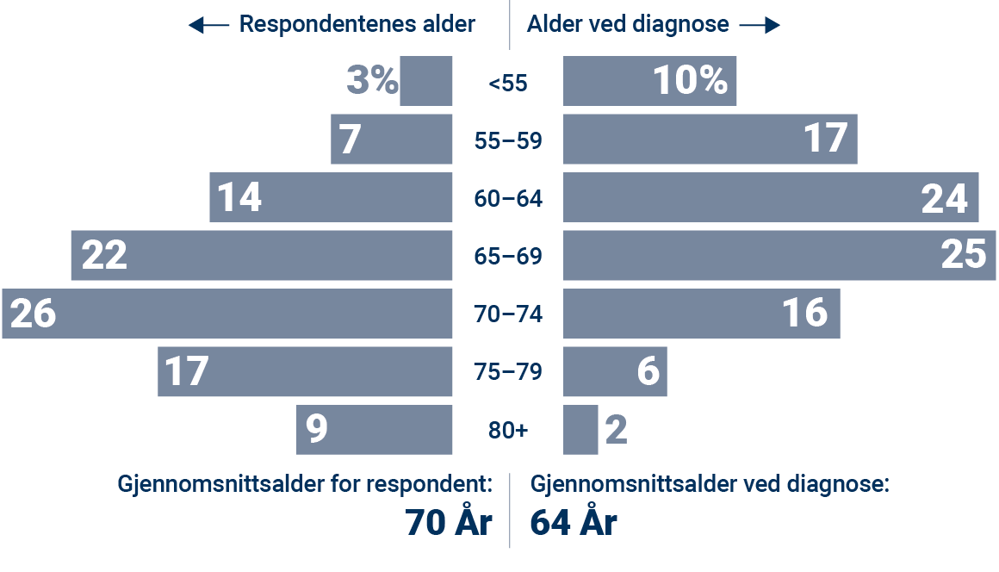 Respondentenes alder
Alder ved diagnose
3% <55 10%
7 55–59 17
14 60–64 24
22 65–69 25
26 70–74 16
17 75–79 6
9 80+ 2
Gjennomsnittsalder for respondent:
70 År
Gjennomsnittsalder ved diagnose:
64 År